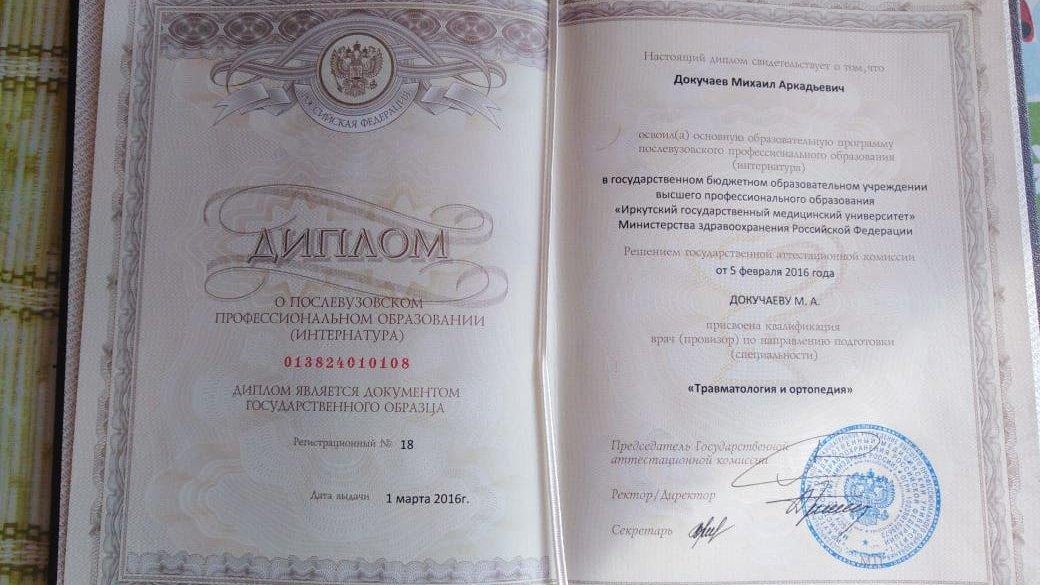 РОССИЙСКАЯ ФЕДЕРАЦИЯ
ДИПЛОМ
О ПОСЛЕВУЗОВСКОМ
ПРОФЕССИОНАЛЬНОМ ОБРАЗОВАНИИ
(ИНТЕРНАТУРА)
013824010108
ДИПЛОМ ЯВЛЯЕТСЯ ДОКУМЕНТОМ
ГОСУДАРСТВЕННОГО ОБРАЗЦА
Регистрационный № 18
Дата выдачи 1 марта 2016г.
Настоящий диплом свидетельствует о том,что
Докучаев Михаил Аркадьевич
освоил(а) основную образовательную программу
послевузовского профессионального образования
(интернатура)
в государственном бюджетном образовательном учреждении
высшего профессионального образования
«Иркутский государственный медицинский университет»
Министерства здравоохранения Российской Федерации
Решением государственной аттестационной комиссии
от 5 февраля 2016 года
ДОКУЧАЕВУ М. А.
присвоена квалификация
врач (провизор) по направлению подготовки
(специальности)
«Травматология и ортопедия»
Председатель Государственной
аттестационной комиссии
Ректор/Директор
Секретарь